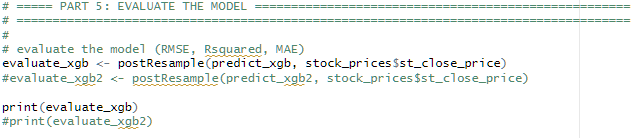 # ===== PART 5: EVALUATE THE MODEL ==================================================
# ===================================================================================
#
# evaluate the model (RMSE, Rsquared, MAE)
evaluate_xgb <- postResample(predict_xgb, stock_prices$st_close_price)
#evaluate_xgb2 <- postResample(predict_xgb2, stock_prices$st_close_price)
print(evaluate_xgb)
#print(evaluate_xgb2)